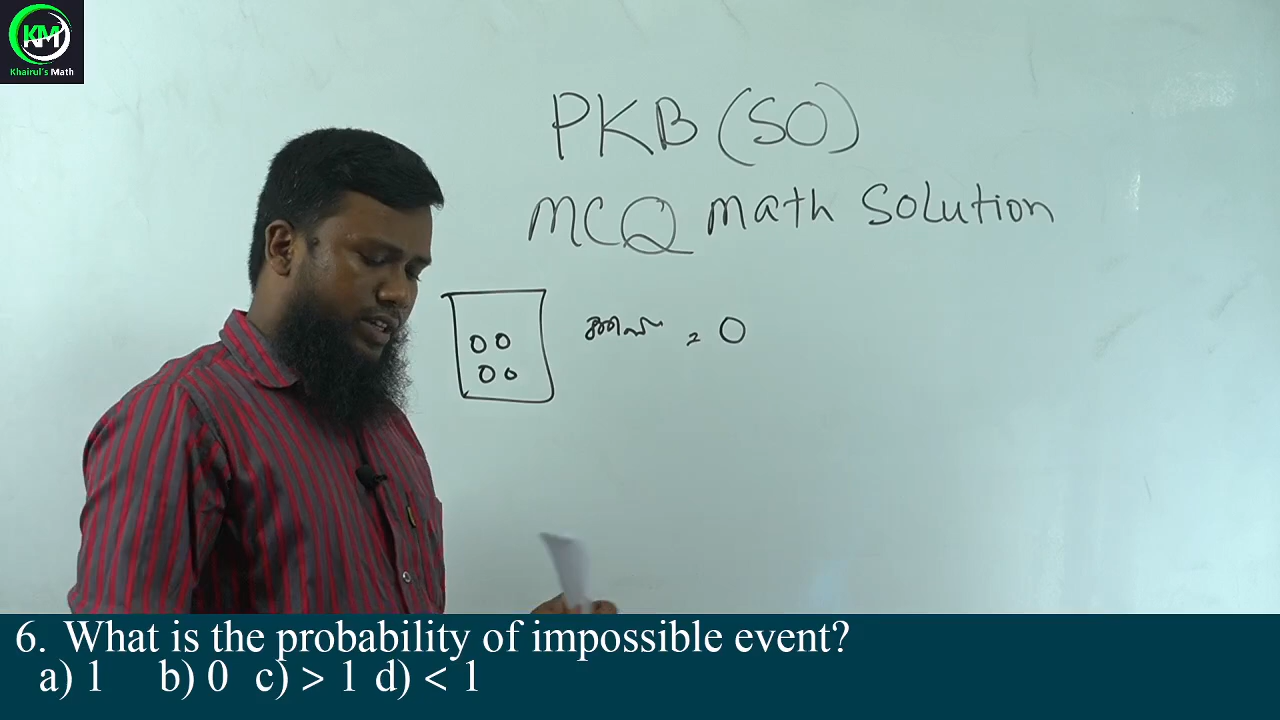 KM
Khairul's Math
PKB (SO)
MCQ Math Solution
= 0
6. What is the probability of impossible event?
a) 1 b) 0 c) > 1 d) < 1